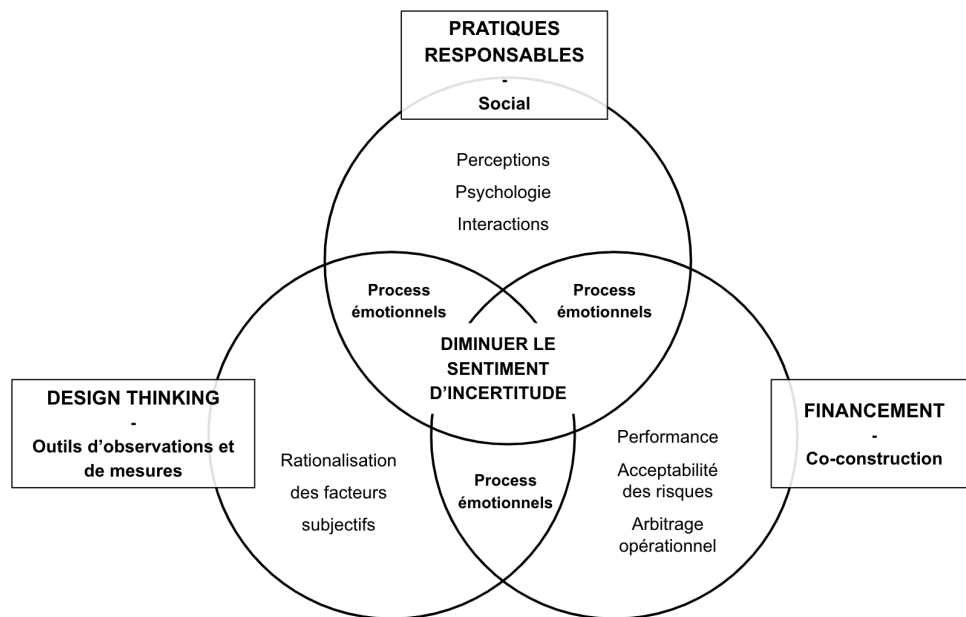 PRATIQUES
RESPONSABLES
-
Social
Perceptions
Psychologie
Interactions
Process
émotionnels
Process
émotionnels
DIMINUER LE
SENTIMENT
D’INCERTITUDE
DESIGN THINKING
-
Outils d’observations et
de mesures
FINANCEMENT
-
Co-construction
Rationalisation
des facteurs
subjectifs
Performance
Acceptabilité
des risques
Arbitrage
opérationnel
Process
émotionnels